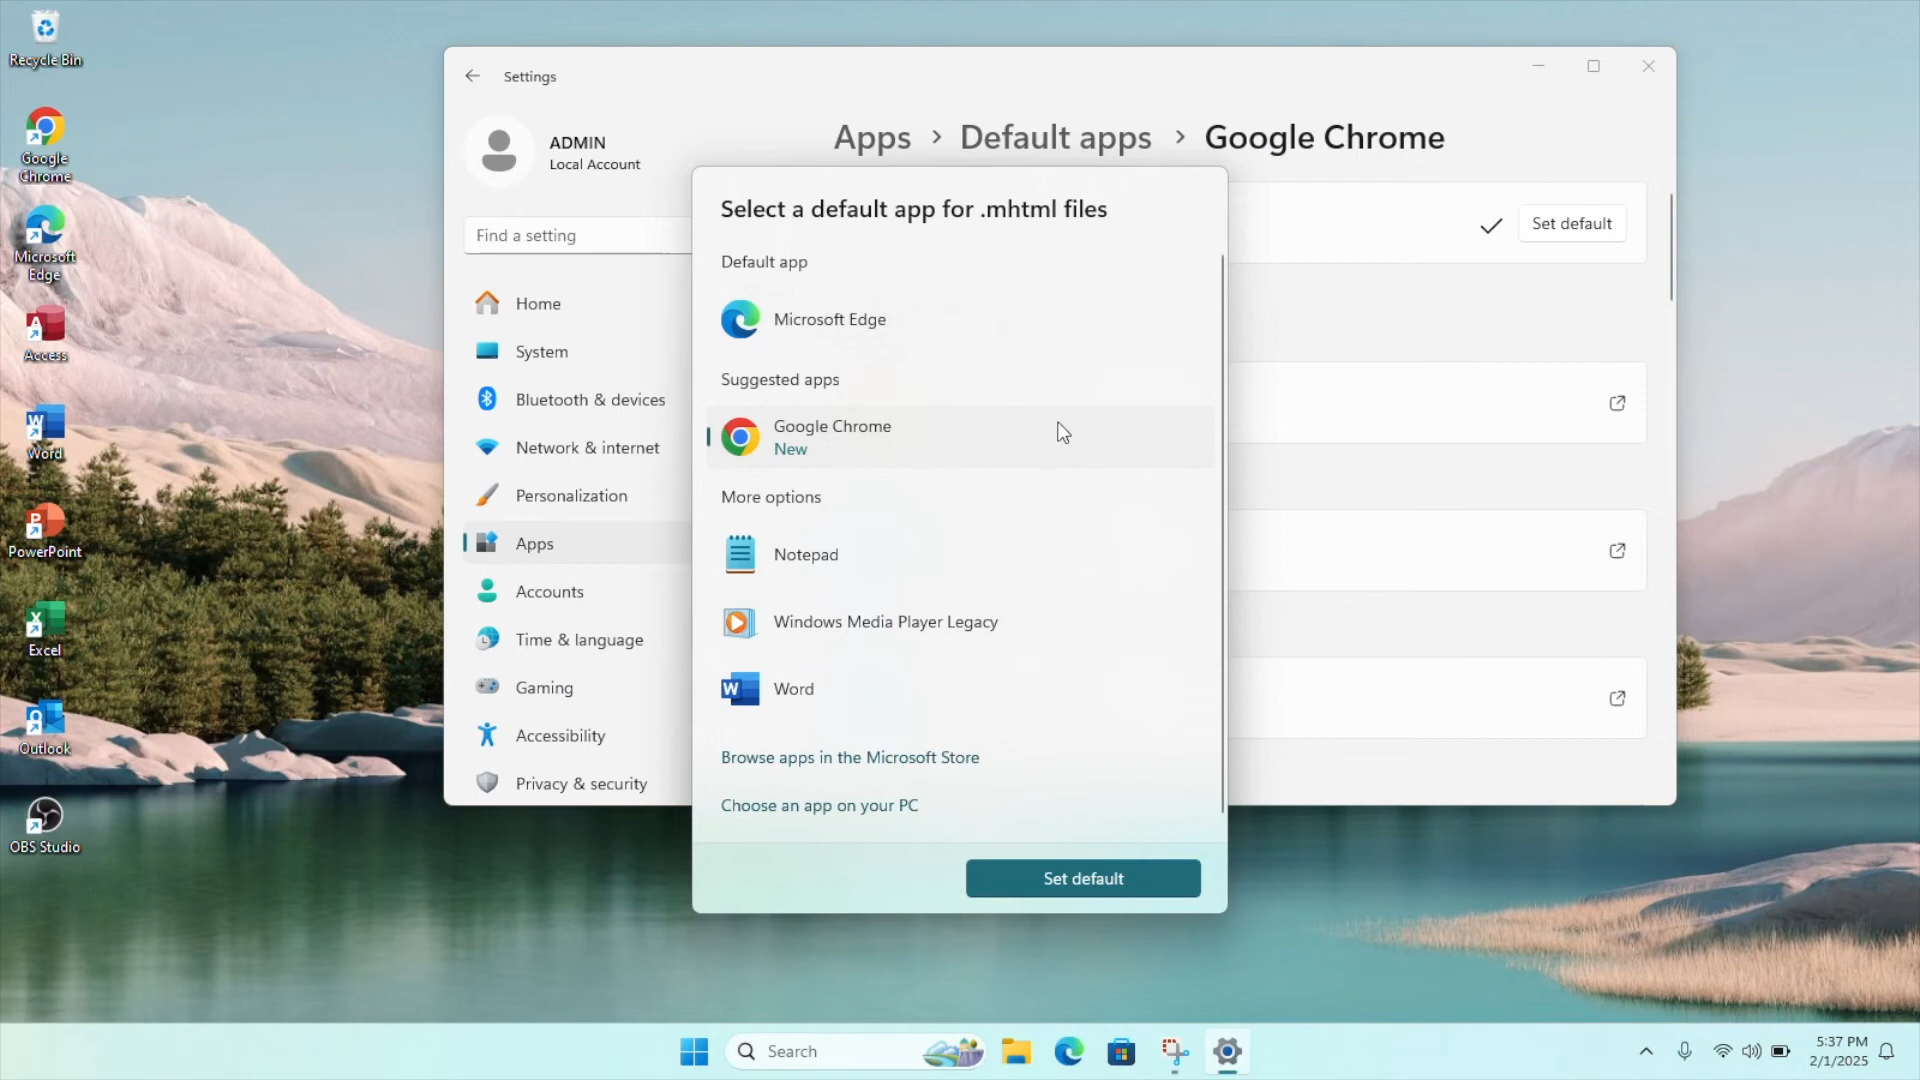 Recycle Bin
Google
Chrome
Microsoft
Edge
Access
Word
PowerPoint
Excel
Outlook
OBS Studio
Settings
ADMIN
Local Account
Find a setting
Home
System
Bluetooth & devices
Network & internet
Personalization
Apps
Accounts
Time & language
Gaming
Accessibility
Privacy & security
Apps > Default apps > Google Chrome
Set default
Select a default app for .mhtml files
Default app
Microsoft Edge
Suggested apps
Google Chrome
New
More options
Notepad
Windows Media Player Legacy
Word
Browse apps in the Microsoft Store
Choose an app on your PC
Set default
Search
5:37 PM
2/1/2025